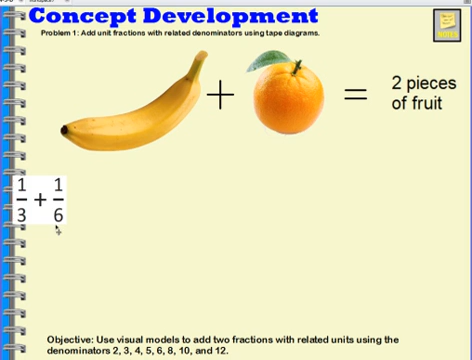 Concept Development
Problem 1: Add unit fractions with related denominators using tape diagrams.
NOTES
+ = 2 pieces
of fruit
1/3 + 1/6
Objective: Use visual models to add two fractions with related units using the
denominators 2, 3, 4, 5, 6, 8, 10, and 12.